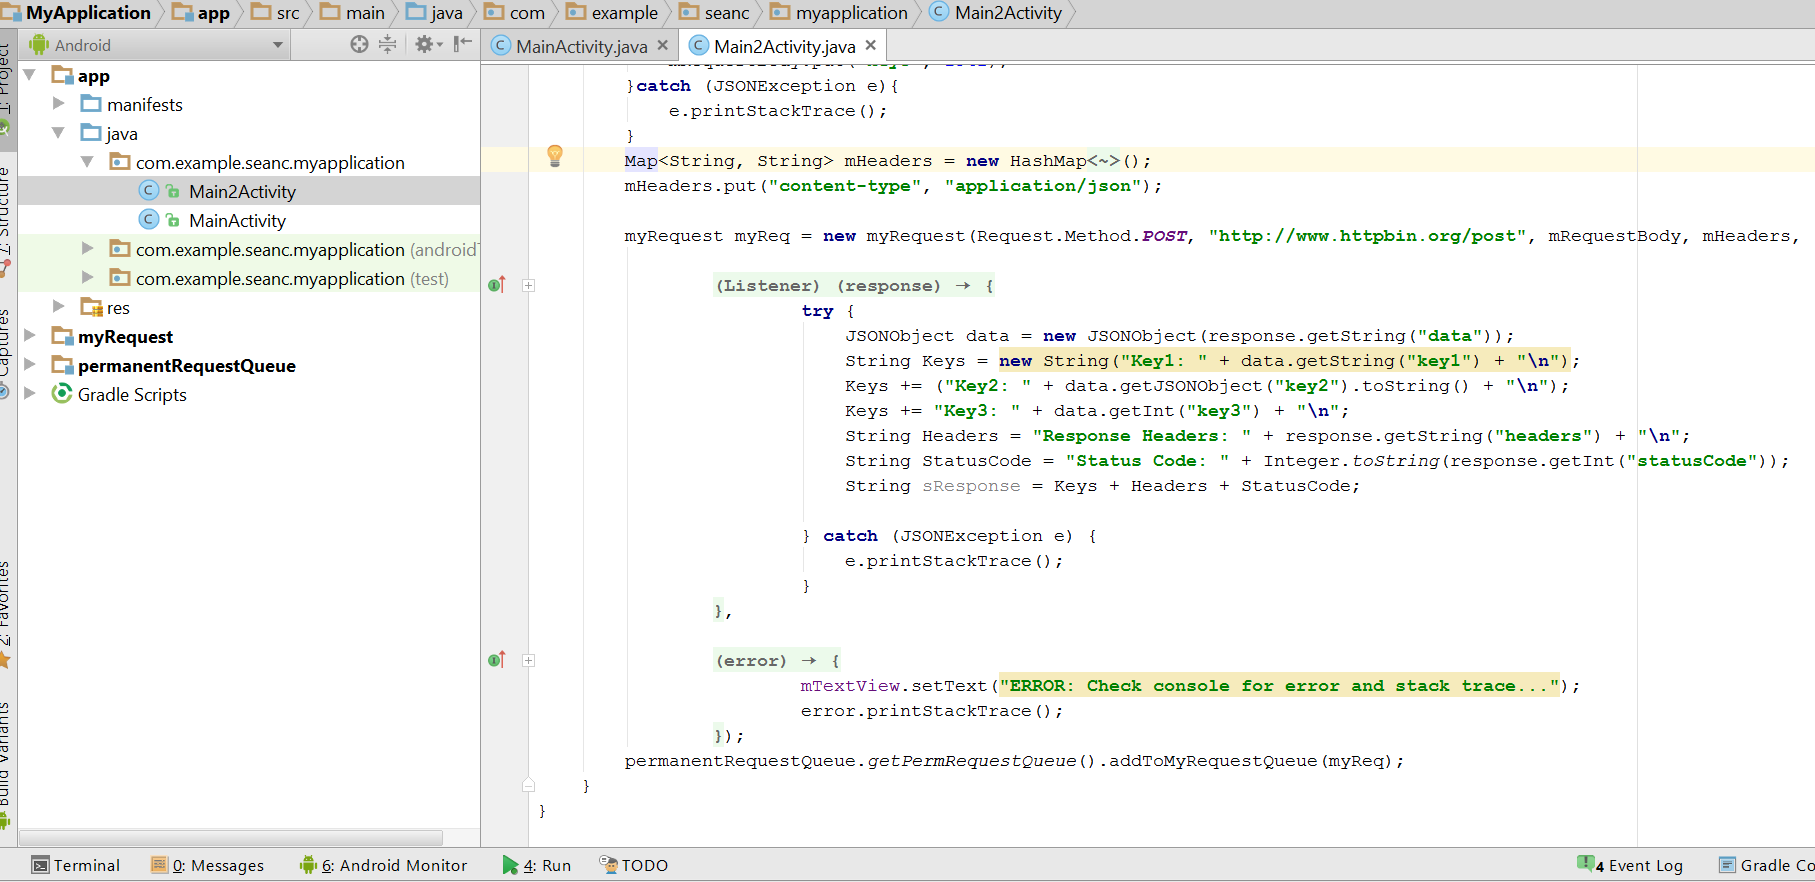 MyApplication app src main java com example seanc myapplication Main2Activity
Android
MainActivity.java Main2Activity.java
1: Project
7: Structure
Captures
2: Favorites
Build Variants
app
manifests
java
com.example.seanc.myapplication
Main2Activity
MainActivity
com.example.seanc.myapplication (androidT
com.example.seanc.myapplication (test)
res
myRequest
permanentRequestQueue
Gradle Scripts
}catch (JSONException e){
e.printStackTrace();
}
Map<String, String> mHeaders = new HashMap<~>();
mHeaders.put("content-type", "application/json");
myRequest myReq = new myRequest(Request.Method.POST, "http://www.httpbin.org/post", mRequestBody, mHeaders,
(Listener) (response) → {
try {
JSONObject data = new JSONObject(response.getString("data"));
String Keys = new String("Key1: " + data.getString("key1") + "\n");
Keys += ("Key2: " + data.getJSONObject("key2").toString() + "\n");
Keys += "Key3: " + data.getInt("key3") + "\n";
String Headers = "Response Headers: " + response.getString("headers") + "\n";
String StatusCode = "Status Code: " + Integer.toString(response.getInt("statusCode"));
String sResponse = Keys + Headers + StatusCode;
} catch (JSONException e) {
e.printStackTrace();
}
},
(error) → {
mTextView.setText("ERROR: Check console for error and stack trace...");
error.printStackTrace();
});
permanentRequestQueue.getPermRequestQueue().addToMyRequestQueue(myReq);
}
}
Terminal 0: Messages 6: Android Monitor 4: Run TODO 4 Event Log Gradle Co